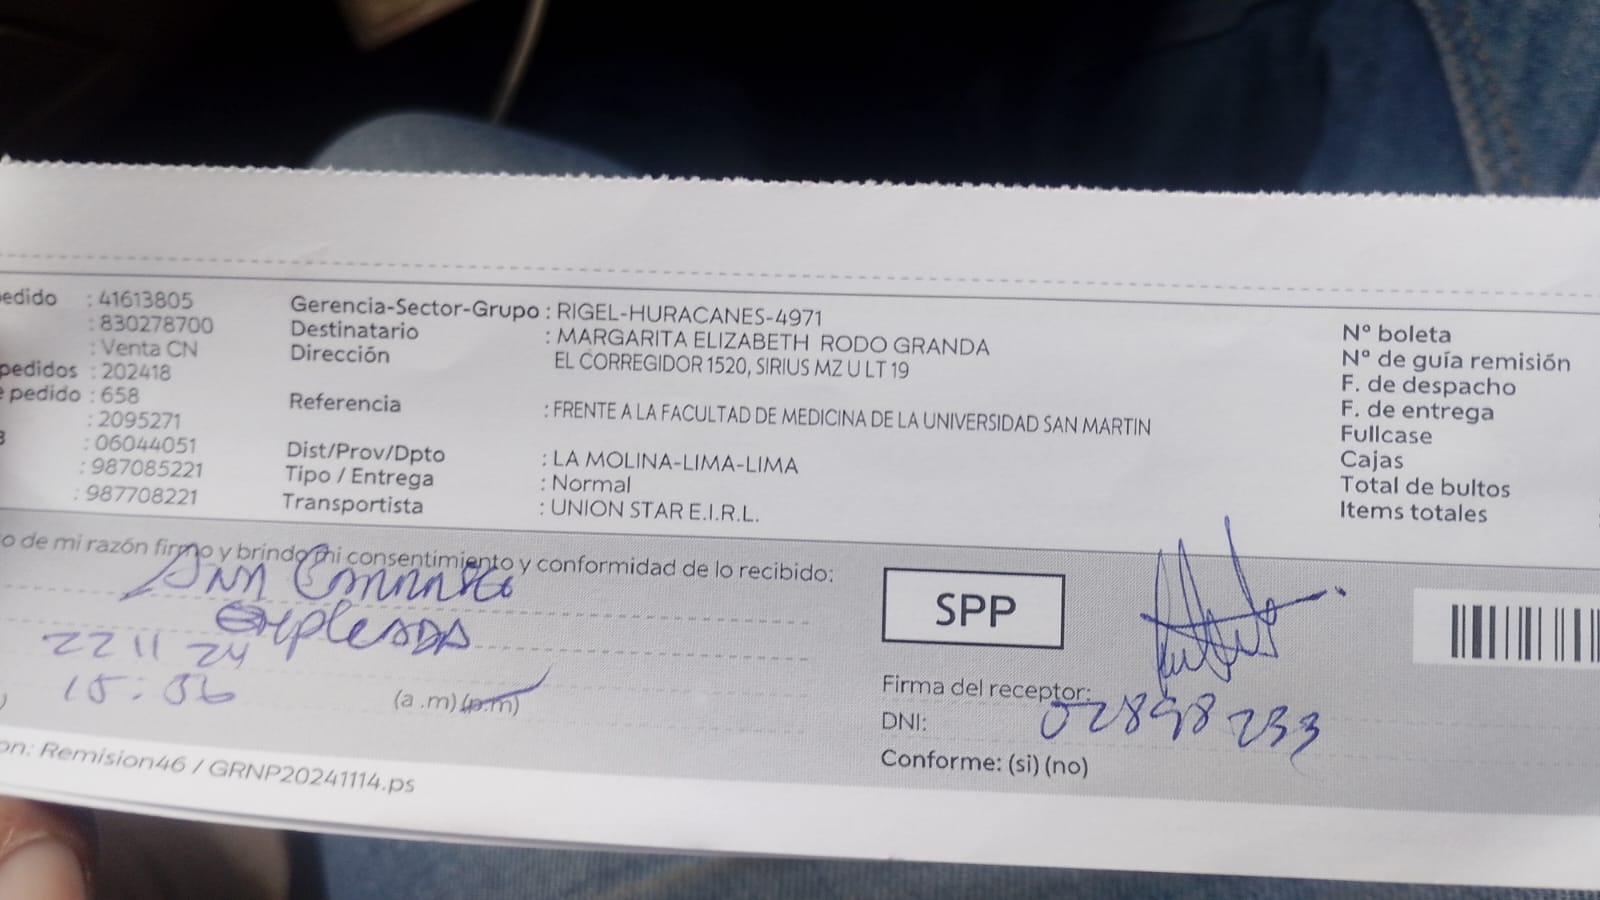 edido : 41613805
: 830278700
: Venta CN
pedidos : 202418
e pedido : 658
: 2095271
: 06044051
: 987085221
: 987708221
Gerencia-Sector-Grupo : RIGEL-HURACANES-4971
Destinatario : MARGARITA ELIZABETH RODO GRANDA
Dirección EL CORREGIDOR 1520, SIRIUS MZ U LT 19
Referencia : FRENTE A LA FACULTAD DE MEDICINA DE LA UNIVERSIDAD SAN MARTIN
Dist/Prov/Dpto : LA MOLINA-LIMA-LIMA
Tipo / Entrega : Normal
Transportista : UNION STAR E.I.R.L.
Nº boleta
Nº de guía remisión
F. de despacho
F. de entrega
Fullcase
Cajas
Total de bultos
Items totales
o de mi razón firmo y brindo mi consentimiento y conformidad de lo recibido:
Ana
EmpleADA
22 11 24
15:36
(a.m) (p.m)
SPP
Firma del receptor:
DNI: 02898233
Conforme: (si) (no)
on: Remision46 / GRNP20241114.ps